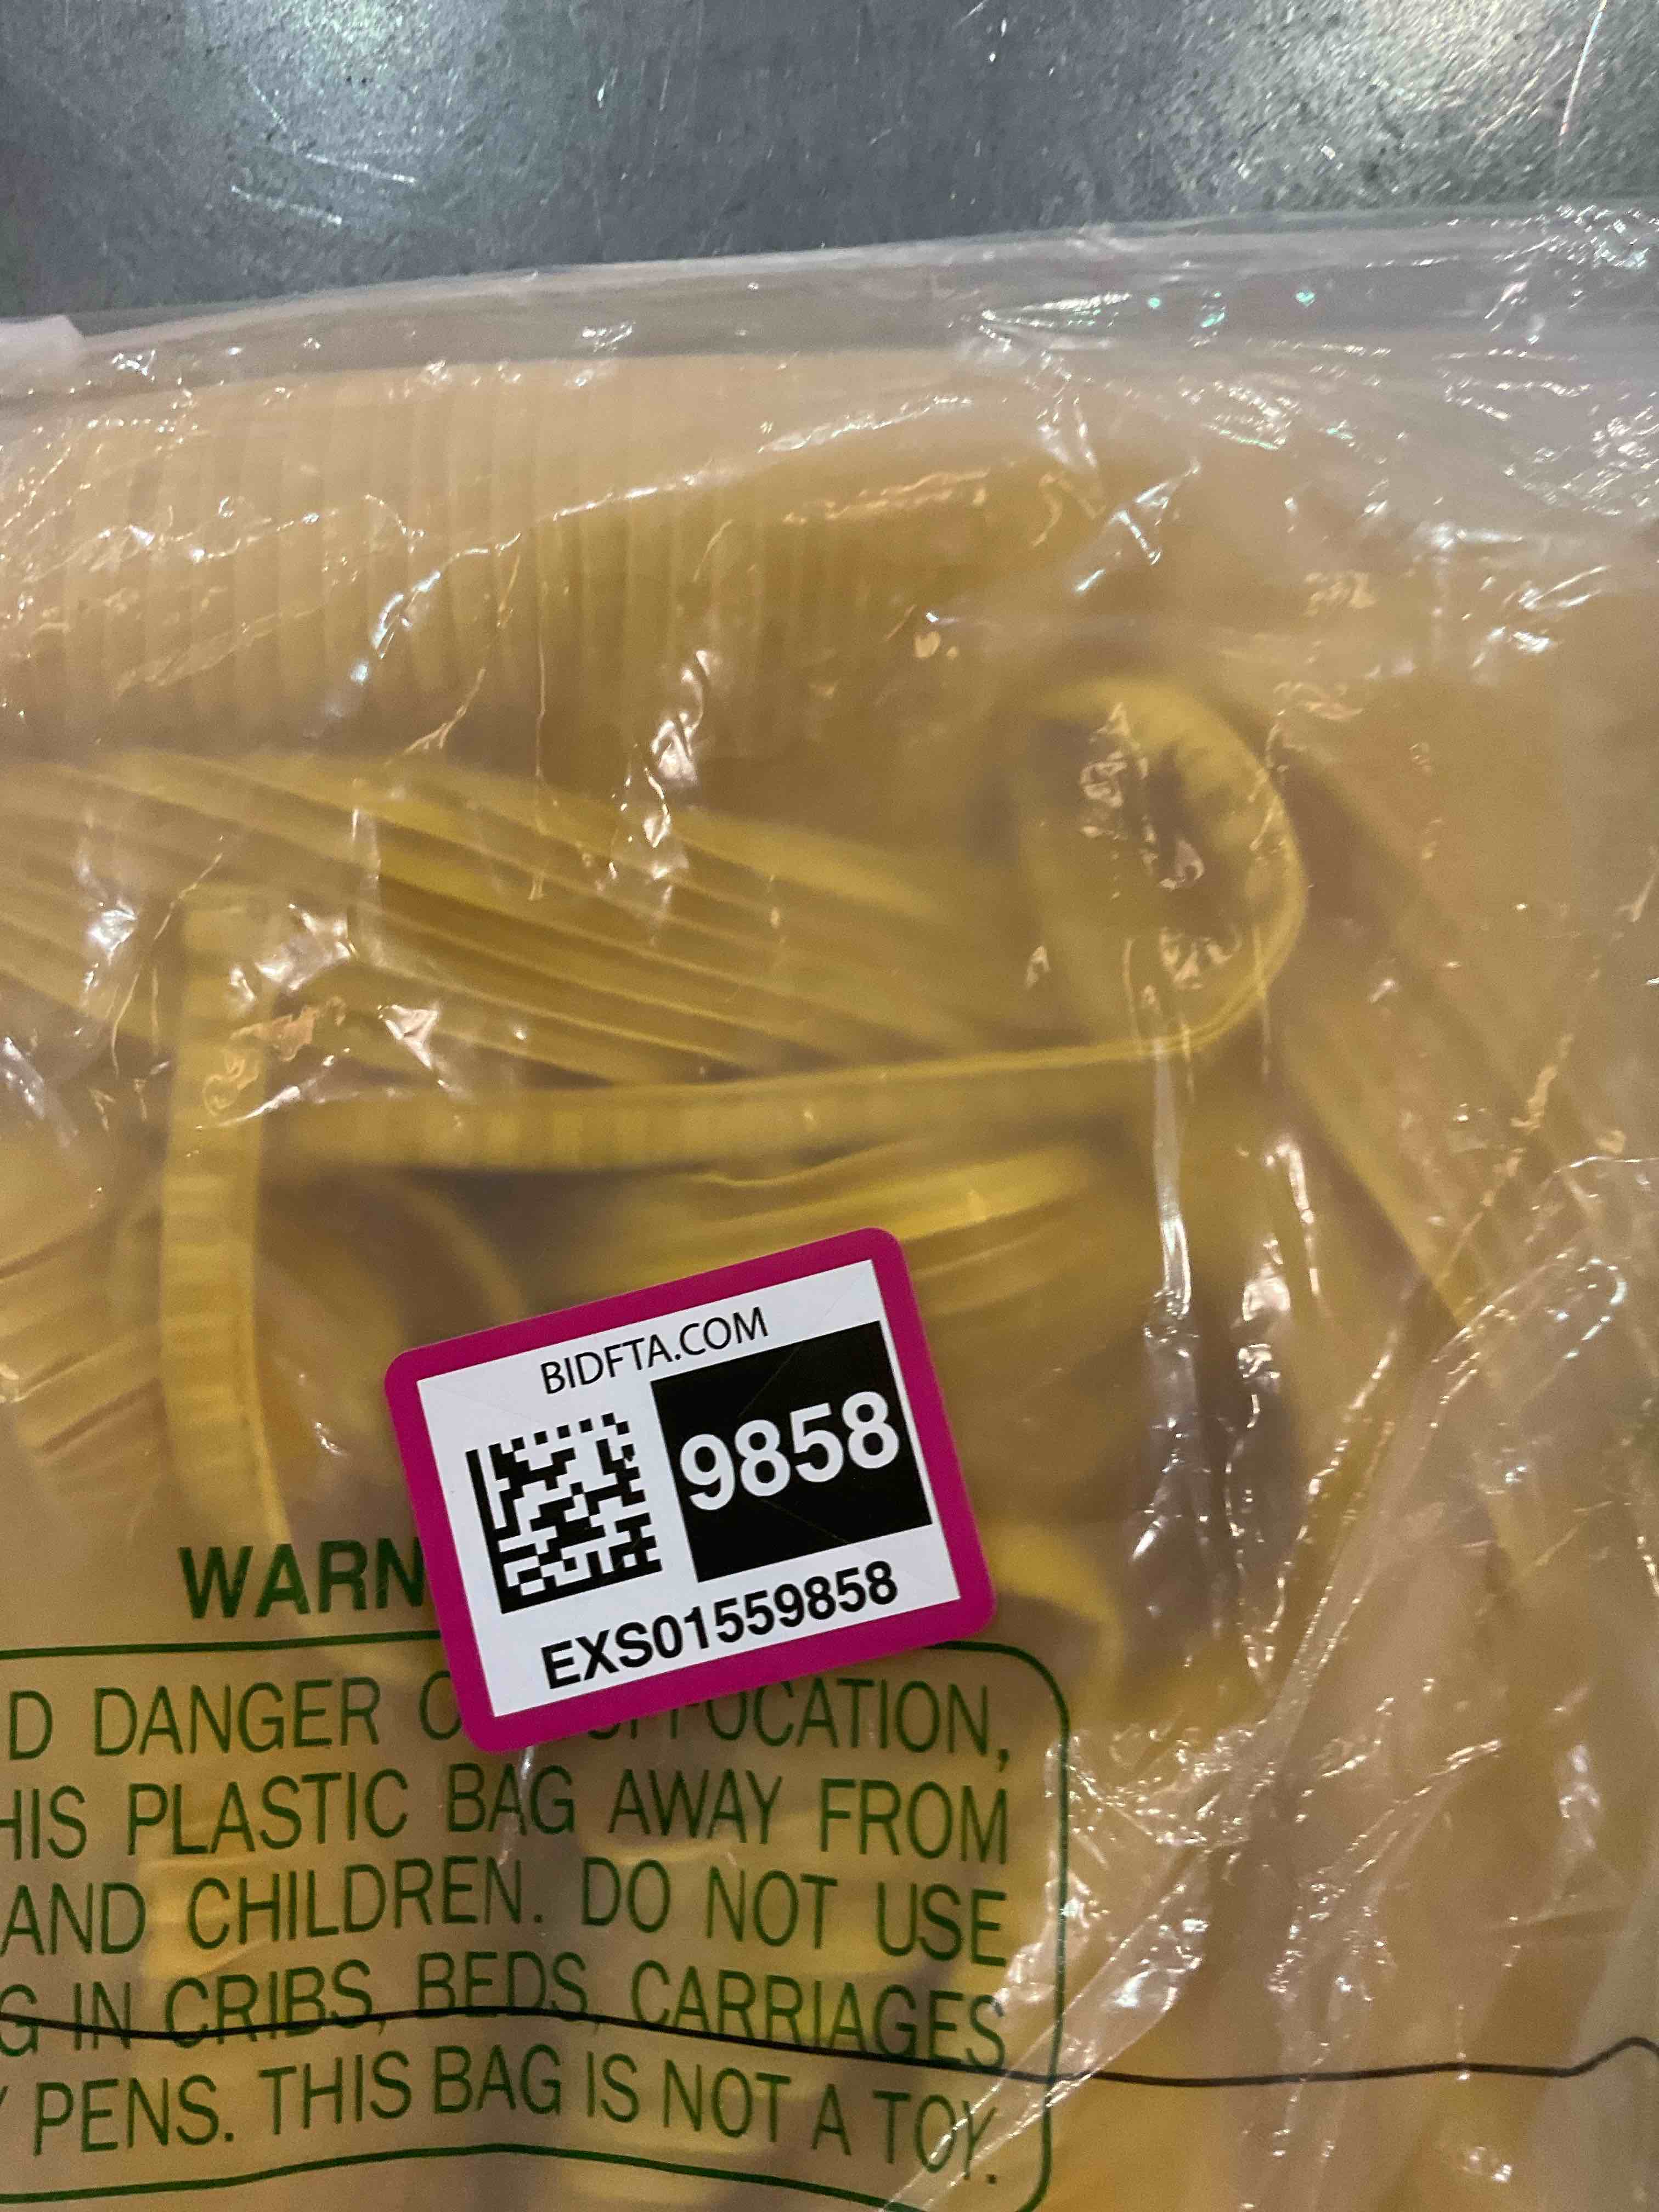 BIDFTA.COM
9858
EXS01559858
WARN
D DANGER O OCATION,
HIS PLASTIC BAG AWAY FROM
AND CHILDREN. DO NOT USE
G IN CRIBS, BEDS, CARRIAGES
PENS. THIS BAG IS NOT A TOY.